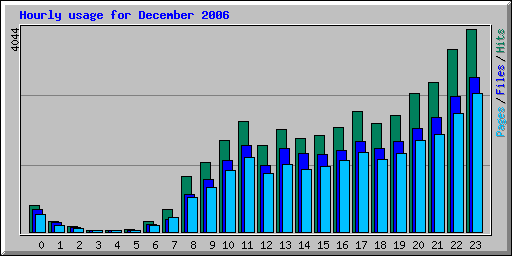 Hourly usage for December 2006
4044
Pages/Files/Hits
0 1 2 3 4 5 6 7 8 9 10 11 12 13 14 15 16 17 18 19 20 21 22 23